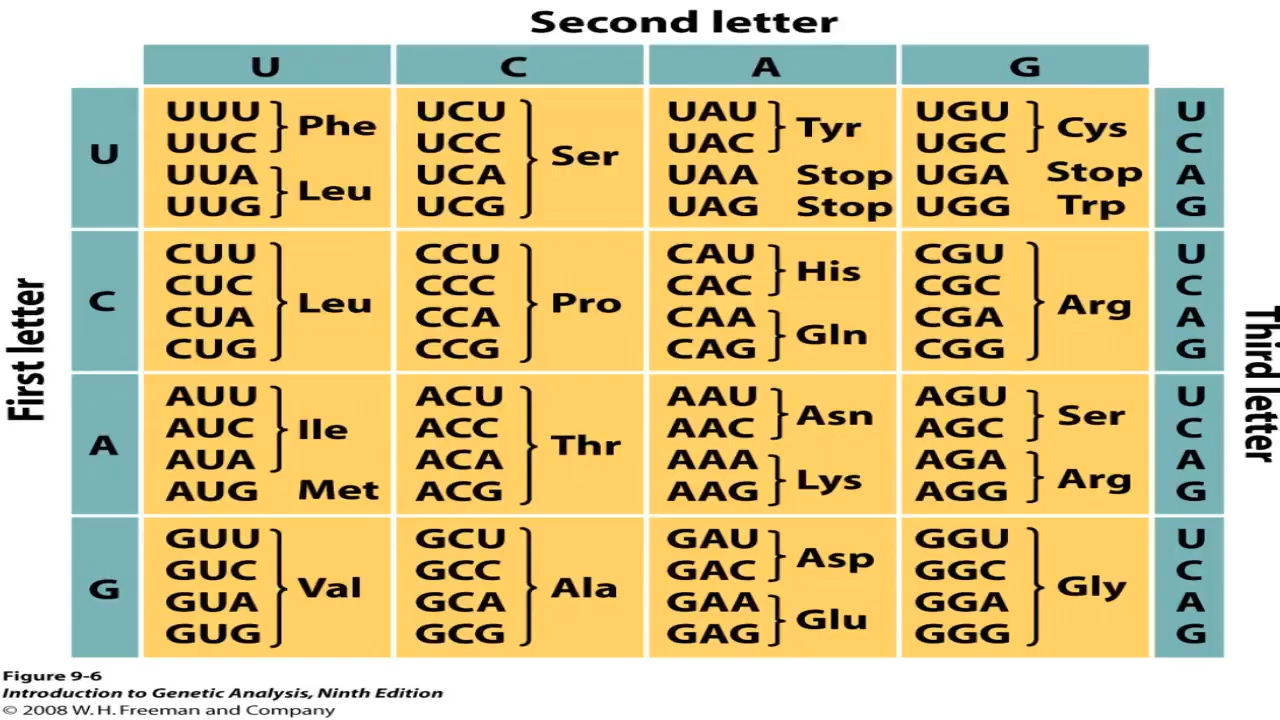 Second letter
U C A G
First letter
Third letter
U
UUU
UUC
Phe
UUA
UUG
Leu
UCU
UCC
UCA
UCG
Ser
UAU
UAC
Tyr
UAA Stop
UAG Stop
UGU
UGC
Cys
UGA Stop
UGG Trp
U
C
A
G
C
CUU
CUC
CUA
CUG
Leu
CCU
CCC
CCA
CCG
Pro
CAU
CAC
His
CAA
CAG
Gln
CGU
CGC
CGA
CGG
Arg
U
C
A
G
A
AUU
AUC
AUA
Ile
AUG Met
ACU
ACC
ACA
ACG
Thr
AAU
AAC
Asn
AAA
AAG
Lys
AGU
AGC
Ser
AGA
AGG
Arg
U
C
A
G
G
GUU
GUC
GUA
GUG
Val
GCU
GCC
GCA
GCG
Ala
GAU
GAC
Asp
GAA
GAG
Glu
GGU
GGC
GGA
GGG
Gly
U
C
A
G
Figure 9-6
Introduction to Genetic Analysis, Ninth Edition
© 2008 W. H. Freeman and Company